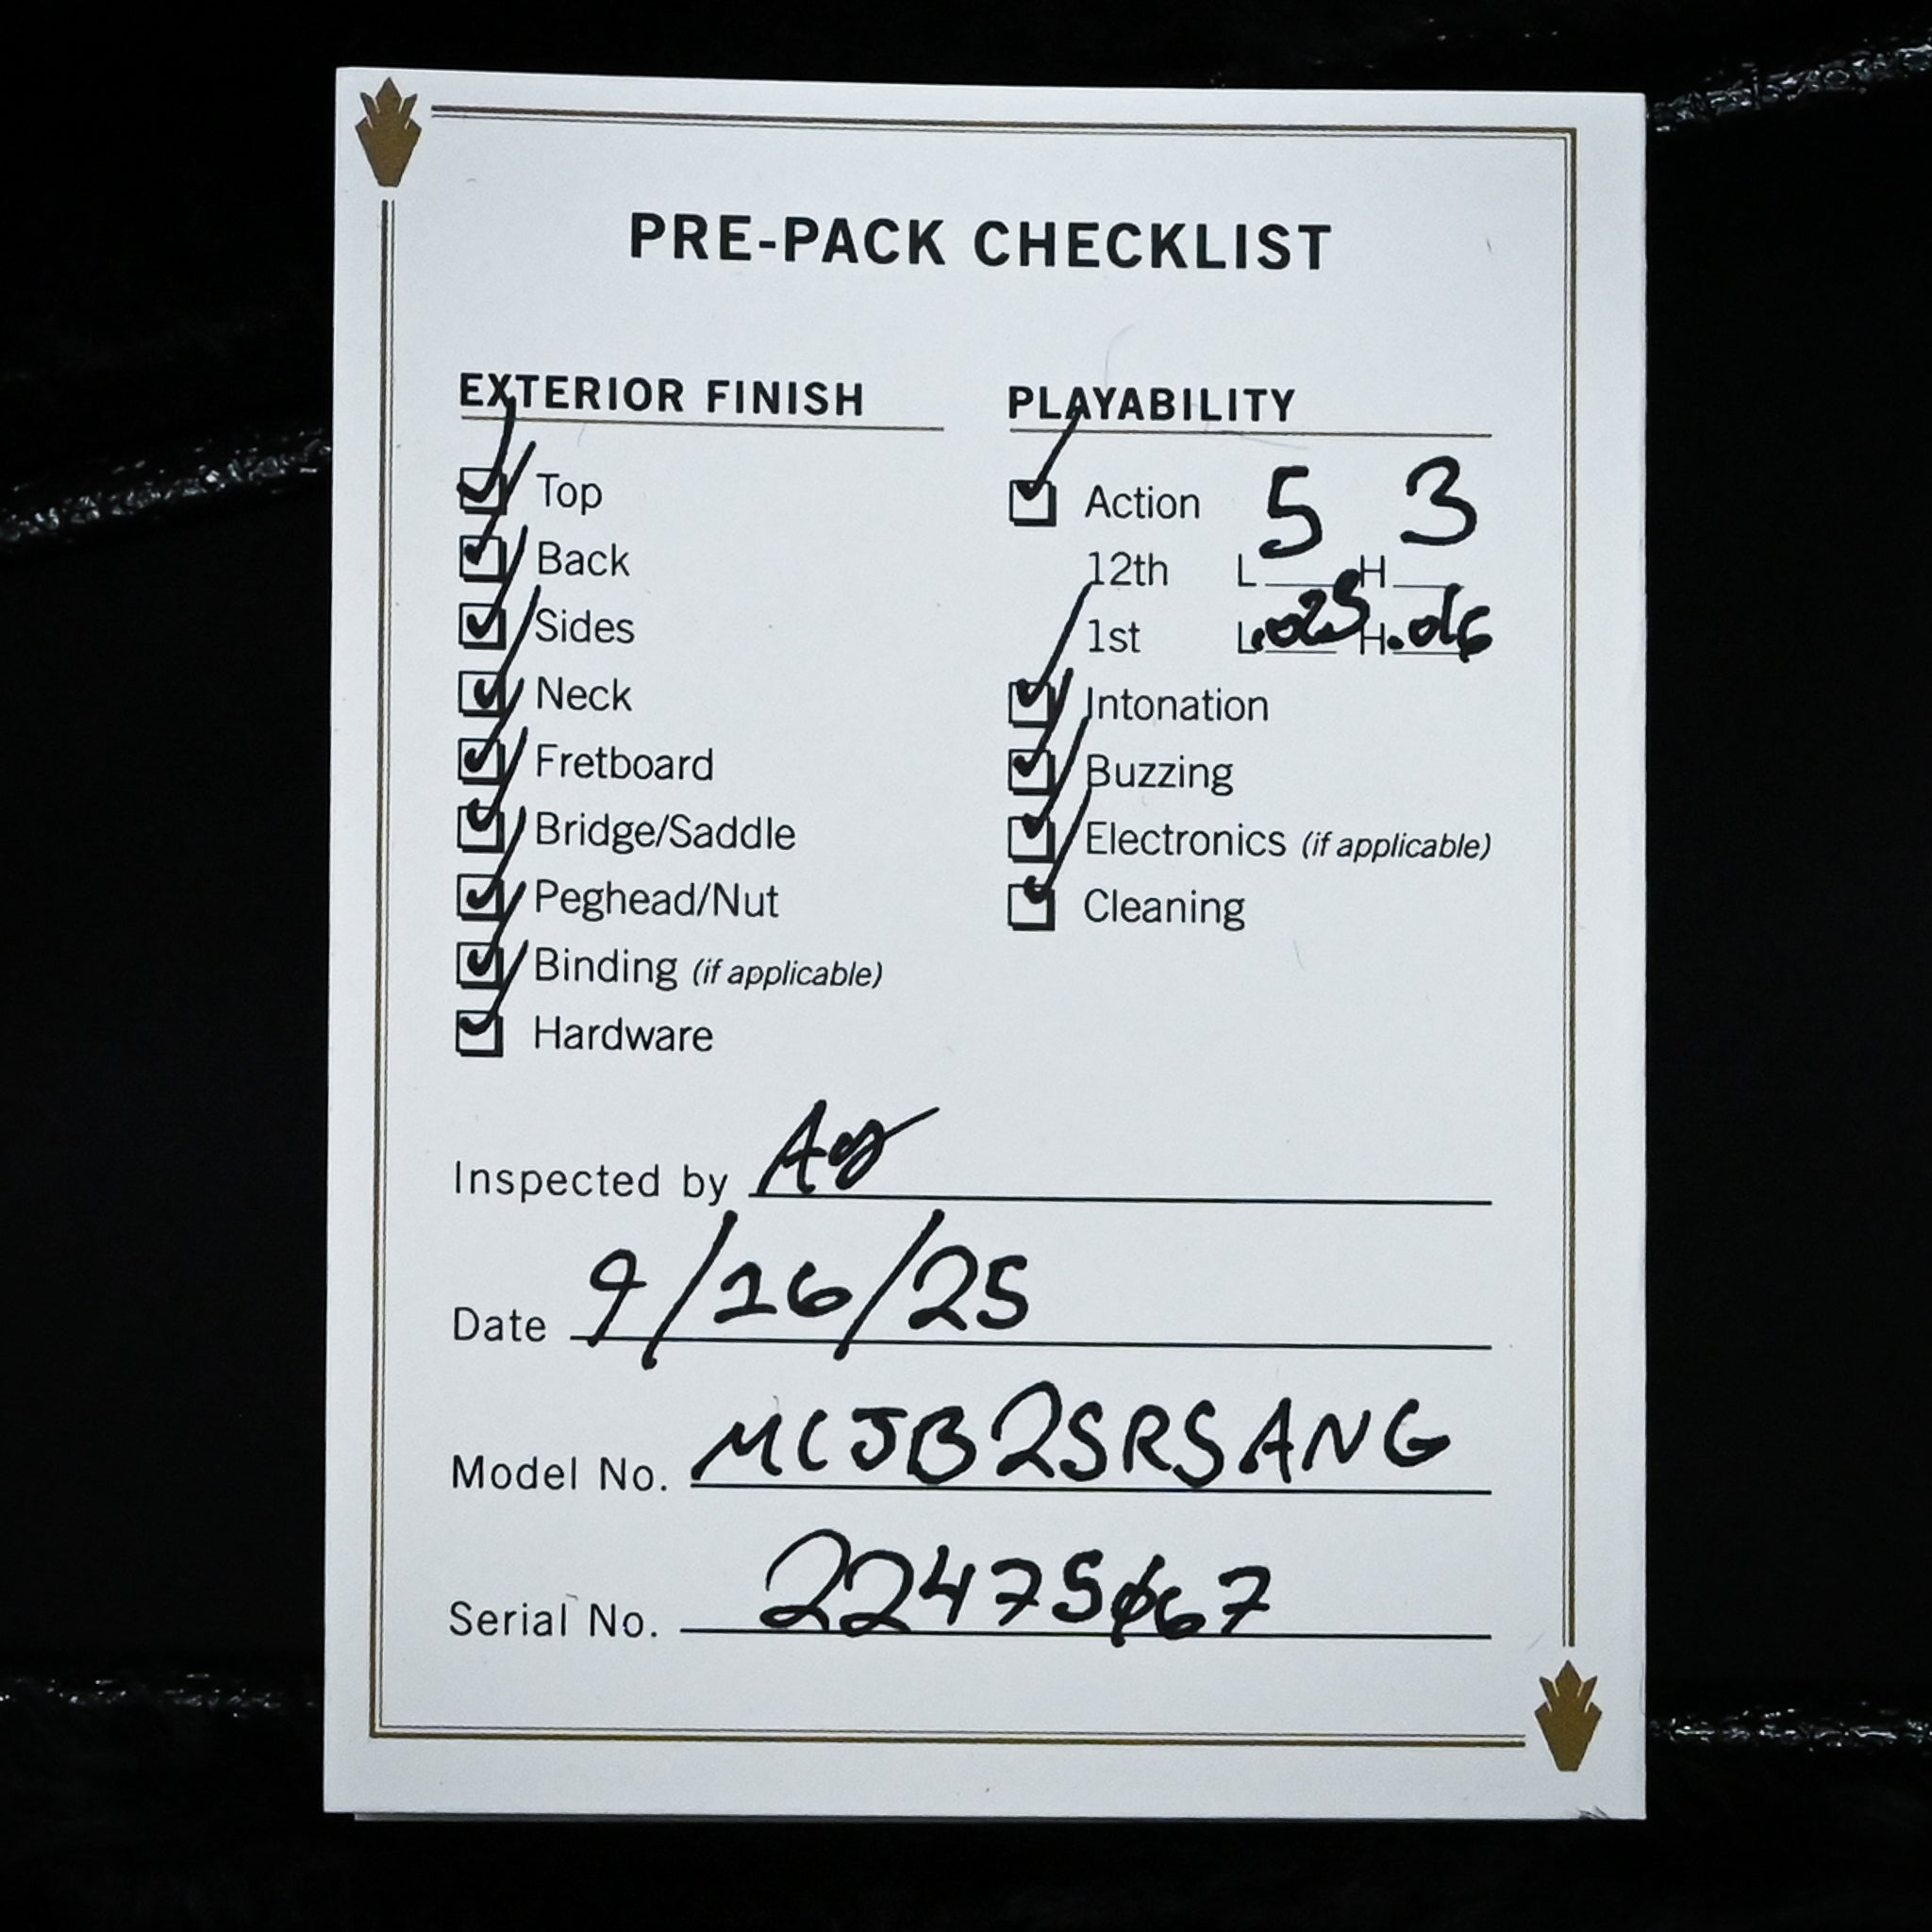 PRE-PACK CHECKLIST
EXTERIOR FINISH
Top
Back
Sides
Neck
Fretboard
Bridge/Saddle
Peghead/Nut
Binding (if applicable)
Hardware
PLAYABILITY
Action 5 3
12th L H
1st L .025 H .016
Intonation
Buzzing
Electronics (if applicable)
Cleaning
Inspected by
Date 9/26/25
Model No. MCJB2SRSANG
Serial No.